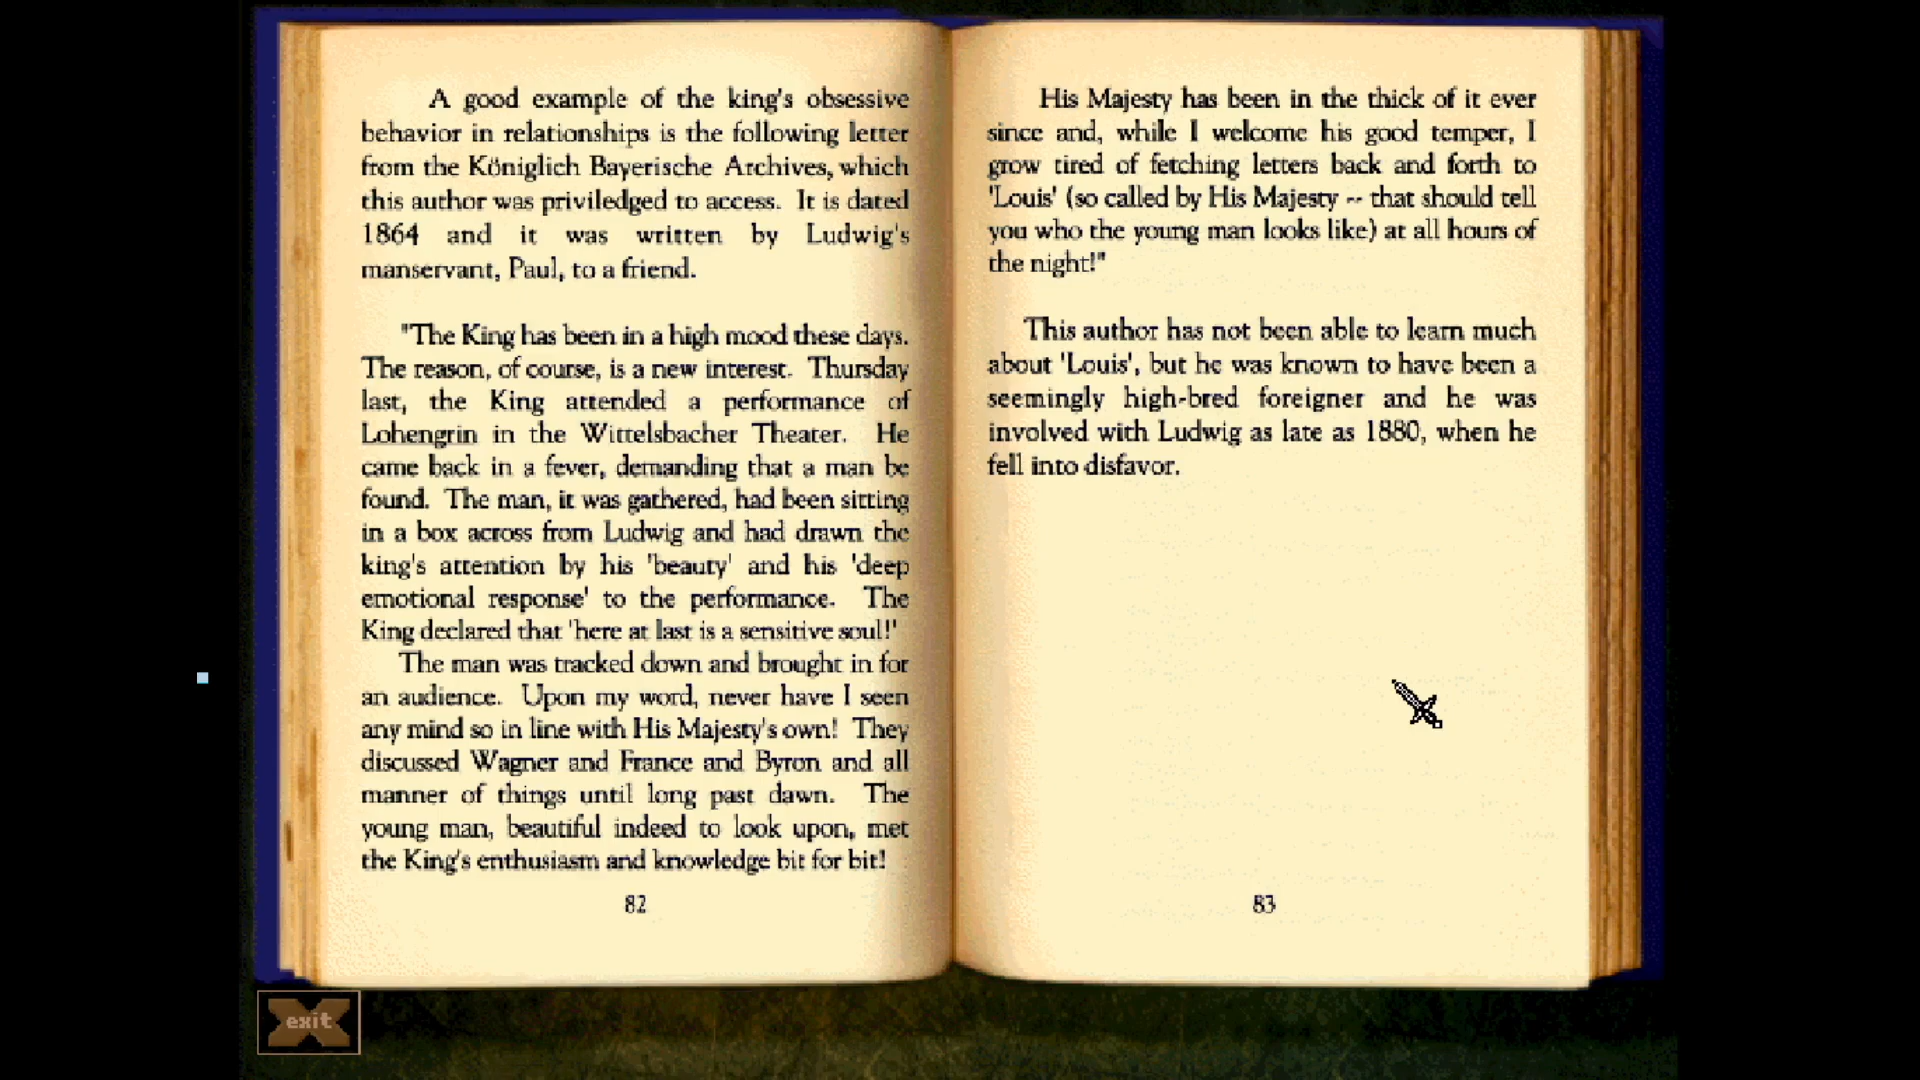 A good example of the king's obsessive
behavior in relationships is the following letter
from the Königlich Bayerische Archives, which
this author was priviledged to access. It is dated
1864 and it was written by Ludwig's
manservant, Paul, to a friend.
"The King has been in a high mood these days.
The reason, of course, is a new interest. Thursday
last, the King attended a performance of
Lohengrin in the Wittelsbacher Theater. He
came back in a fever, demanding that a man be
found. The man, it was gathered, had been sitting
in a box across from Ludwig and had drawn the
king's attention by his 'beauty' and his 'deep
emotional response' to the performance. The
King declared that 'here at last is a sensitive soul!'
The man was tracked down and brought in for
an audience. Upon my word, never have I seen
any mind so in line with His Majesty's own! They
discussed Wagner and France and Byron and all
manner of things until long past dawn. The
young man, beautiful indeed to look upon, met
the King's enthusiasm and knowledge bit for bit!
82
His Majesty has been in the thick of it ever
since and, while I welcome his good temper, I
grow tired of fetching letters back and forth to
'Louis' (so called by His Majesty -- that should tell
you who the young man looks like) at all hours of
the night!"
This author has not been able to learn much
about 'Louis', but he was known to have been a
seemingly high-bred foreigner and he was
involved with Ludwig as late as 1880, when he
fell into disfavor.
83
exit